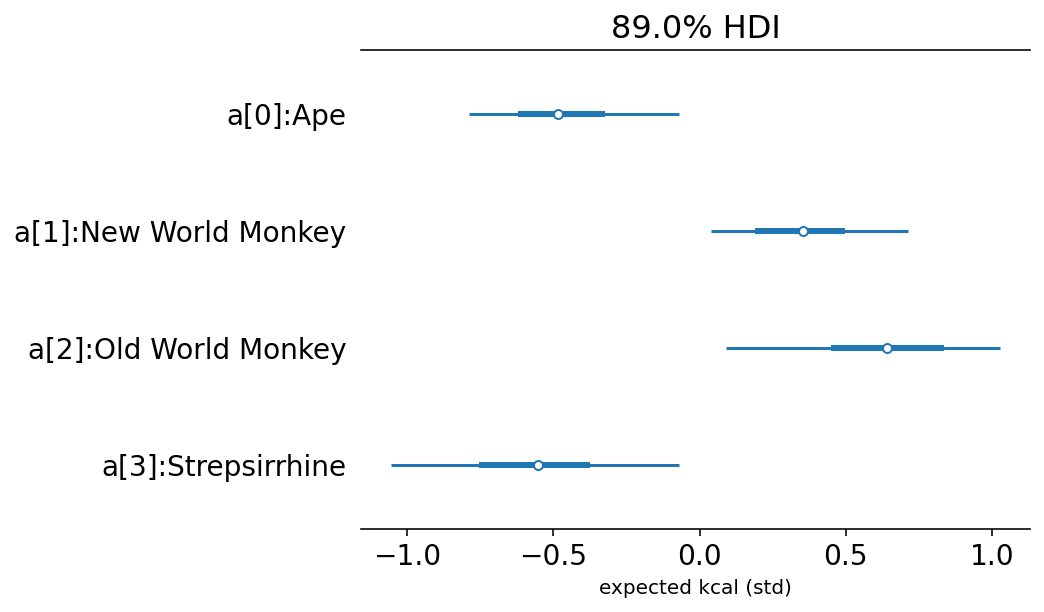 89.0% HDI
a[0]:Ape
a[1]:New World Monkey
a[2]:Old World Monkey
a[3]:Strepsirrhine
−1.0 −0.5 0.0 0.5 1.0
expected kcal (std)